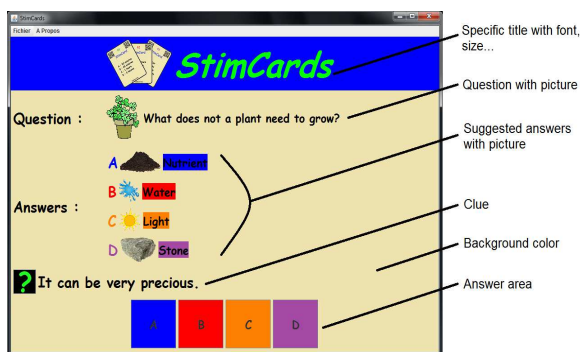 StimCards
Fichier A Propos
StimCards
Question :
What does not a plant need to grow?
Answers :
A Nutrient
B Water
C Light
D Stone
? It can be very precious.
A B C D
Specific title with font,
size...
Question with picture
Suggested answers
with picture
Clue
Background color
Answer area